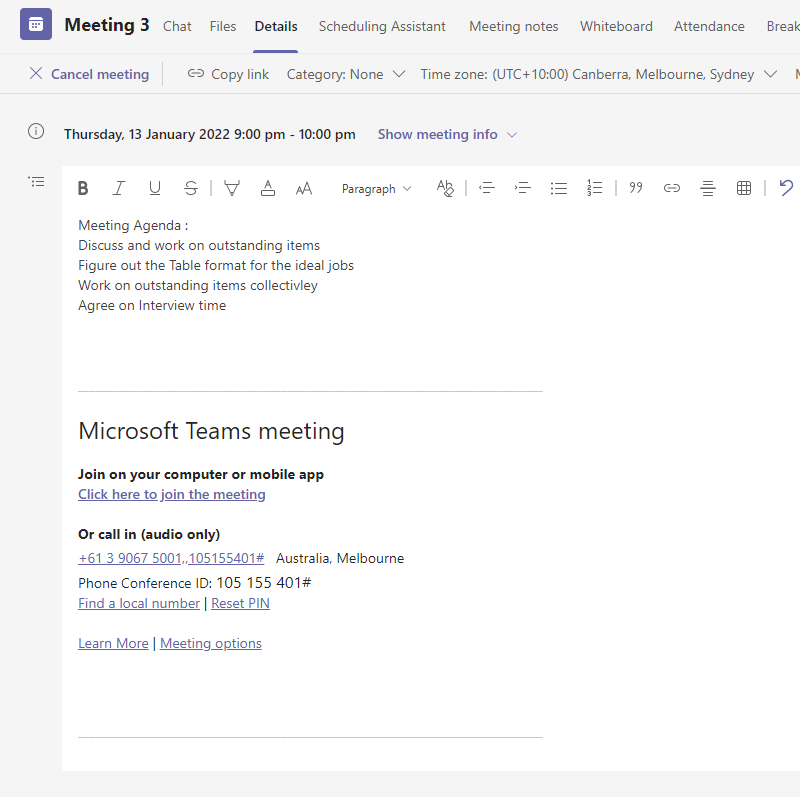 Meeting 3 Chat Files Details Scheduling Assistant Meeting notes Whiteboard Attendance Break
Cancel meeting Copy link Category: None Time zone: (UTC+10:00) Canberra, Melbourne, Sydney
Thursday, 13 January 2022 9:00 pm - 10:00 pm Show meeting info
B I U S A AA Paragraph Ab
Meeting Agenda :
Discuss and work on outstanding items
Figure out the Table format for the ideal jobs
Work on outstanding items collectivley
Agree on Interview time
Microsoft Teams meeting
Join on your computer or mobile app
Click here to join the meeting
Or call in (audio only)
+61 3 9067 5001,,105155401# Australia, Melbourne
Phone Conference ID: 105 155 401#
Find a local number | Reset PIN
Learn More | Meeting options